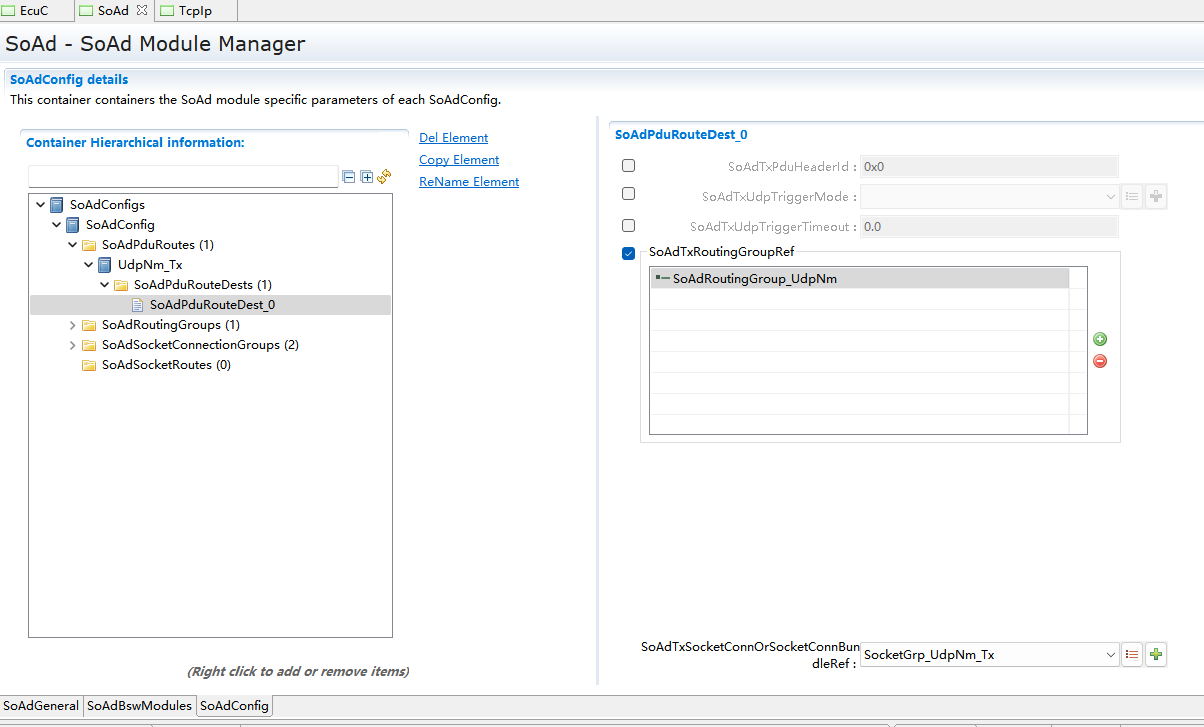 EcuC
SoAd
TcpIp
SoAd - SoAd Module Manager
SoAdConfig details
This container containers the SoAd module specific parameters of each SoAdConfig.
Container Hierarchical information:
Del Element
Copy Element
ReName Element
SoAdConfigs
SoAdConfig
SoAdPduRoutes (1)
UdpNm_Tx
SoAdPduRouteDests (1)
SoAdPduRouteDest_0
SoAdRoutingGroups (1)
SoAdSocketConnectionGroups (2)
SoAdSocketRoutes (0)
(Right click to add or remove items)
SoAdPduRouteDest_0
SoAdTxPduHeaderId : 0x0
SoAdTxUdpTriggerMode :
SoAdTxUdpTriggerTimeout : 0.0
SoAdTxRoutingGroupRef
SoAdRoutingGroup_UdpNm
SoAdTxSocketConnOrSocketConnBun
dleRef : SocketGrp_UdpNm_Tx
SoAdGeneral SoAdBswModules SoAdConfig